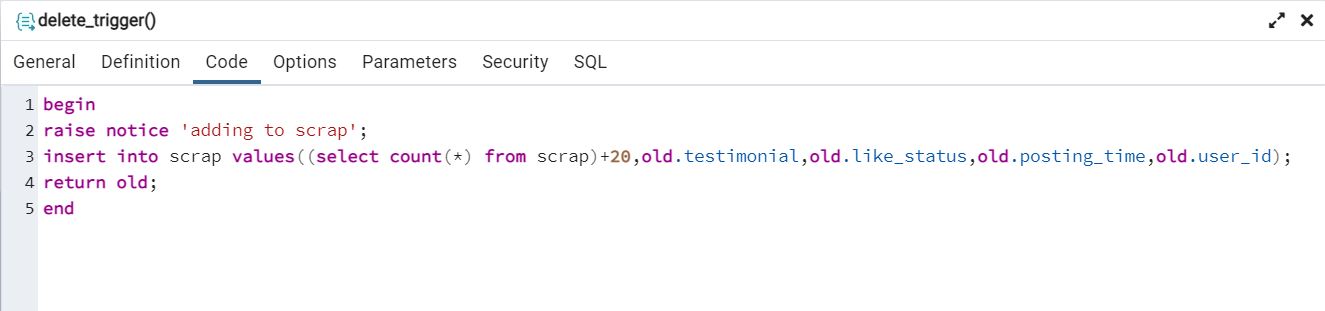 delete_trigger()
General Definition Code Options Parameters Security SQL
1 begin
2 raise notice 'adding to scrap';
3 insert into scrap values((select count(*) from scrap)+20,old.testimonial,old.like_status,old.posting_time,old.user_id);
4 return old;
5 end